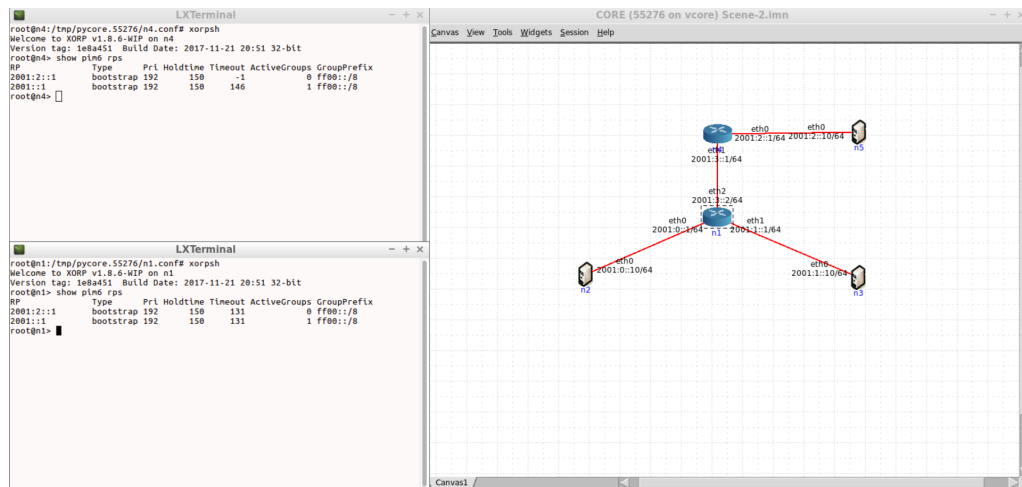 LXTerminal
root@n4:/tmp/pycore.55276/n4.conf# xorpsh
Welcome to XORP v1.8.6-WIP on n4
Version tag: 1e8a451 Build Date: 2017-11-21 20:51 32-bit
root@n4> show pim6 rps
RP Type Pri Holdtime Timeout ActiveGroups GroupPrefix
2001:2::1 bootstrap 192 150 -1 0 ff00::/8
2001::1 bootstrap 192 150 146 1 ff00::/8
root@n4>
LXTerminal
root@n1:/tmp/pycore.55276/n1.conf# xorpsh
Welcome to XORP v1.8.6-WIP on n1
Version tag: 1e8a451 Build Date: 2017-11-21 20:51 32-bit
root@n1> show pim6 rps
RP Type Pri Holdtime Timeout ActiveGroups GroupPrefix
2001:2::1 bootstrap 192 150 131 0 ff00::/8
2001::1 bootstrap 192 150 131 1 ff00::/8
root@n1>
CORE (55276 on vcore) Scene-2.imn
Canvas View Tools Widgets Session Help
eth0
2001:2::1/64
eth0
2001:2::10/64
n5
eth1
2001:3::1/64
eth2
2001:3::2/64
eth0
2001:0::1/64
n1
eth1
2001:1::1/64
eth0
2001:0::10/64
n2
eth0
2001:1::10/64
n3
Canvas1